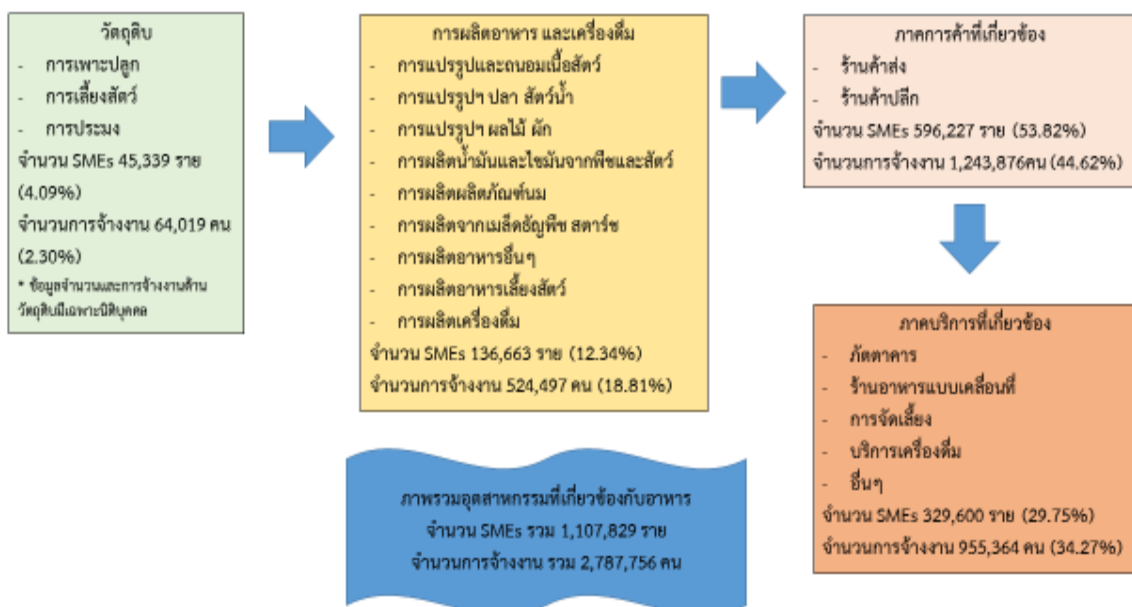 วัตถุดิบ
- การเพาะปลูก
- การเลี้ยงสัตว์
- การประมง
จำนวน SMEs 45,339 ราย
(4.09%)
จำนวนการจ้างงาน 64,019 คน
(2.30%)
* ข้อมูลจำนวนและการจ้างงานด้าน
วัตถุดิบมีเฉพาะนิติบุคคล
การผลิตอาหาร และเครื่องดื่ม
- การแปรรูปและถนอมเนื้อสัตว์
- การแปรรูปฯ ปลา สัตว์น้ำ
- การแปรรูปฯ ผลไม้ ผัก
- การผลิตน้ำมันและไขมันจากพืชและสัตว์
- การผลิตผลิตภัณฑ์นม
- การผลิตจากเมล็ดธัญพืช สตาร์ช
- การผลิตอาหารอื่นๆ
- การผลิตอาหารเลี้ยงสัตว์
- การผลิตเครื่องดื่ม
จำนวน SMEs 136,663 ราย (12.34%)
จำนวนการจ้างงาน 524,497 คน (18.81%)
ภาคการค้าที่เกี่ยวข้อง
- ร้านค้าส่ง
- ร้านค้าปลีก
จำนวน SMEs 596,227 ราย (53.82%)
จำนวนการจ้างงาน 1,243,876คน (44.62%)
ภาคบริการที่เกี่ยวข้อง
- ภัตตาคาร
- ร้านอาหารแบบเคลื่อนที่
- การจัดเลี้ยง
- บริการเครื่องดื่ม
- อื่นๆ
จำนวน SMEs 329,600 ราย (29.75%)
จำนวนการจ้างงาน 955,364 คน (34.27%)
ภาพรวมอุตสาหกรรมที่เกี่ยวข้องกับอาหาร
จำนวน SMEs รวม 1,107,829 ราย
จำนวนการจ้างงาน รวม 2,787,756 คน